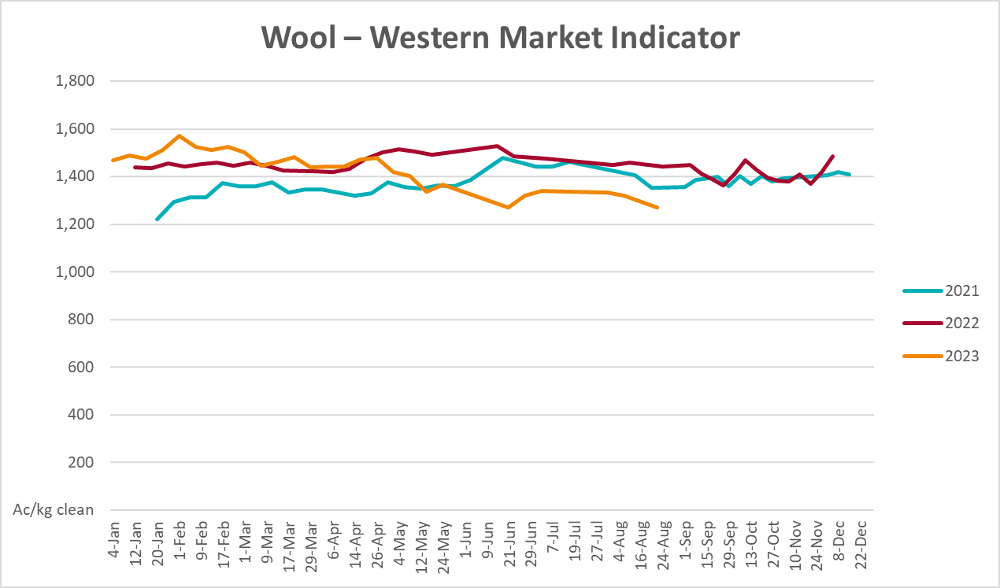 Wool – Western Market Indicator
1,800
1,600
1,400
1,200
1,000
800
600
400
200
Ac/kg clean
4-Jan
12-Jan
20-Jan
1-Feb
9-Feb
17-Feb
1-Mar
9-Mar
17-Mar
29-Mar
6-Apr
14-Apr
26-Apr
4-May
12-May
24-May
1-Jun
9-Jun
21-Jun
29-Jun
7-Jul
19-Jul
27-Jul
4-Aug
16-Aug
24-Aug
1-Sep
15-Sep
29-Sep
13-Oct
27-Oct
10-Nov
24-Nov
8-Dec
22-Dec
2021
2022
2023